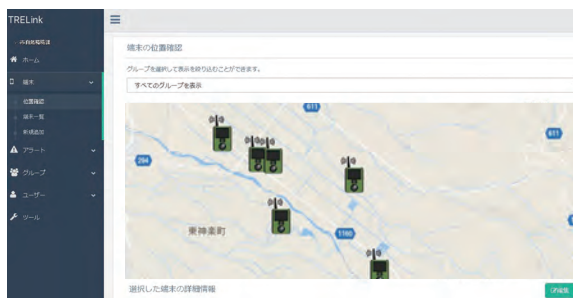 TRELink
ホーム
端末
位置確認
端末一覧
新規追加
アラート
グループ
ユーザー
ツール
端末の位置確認
グループを選択して表示を絞り込むことができます。
すべてのグループを表示
611
611
294
東神楽町
1160
選択した端末の詳細情報